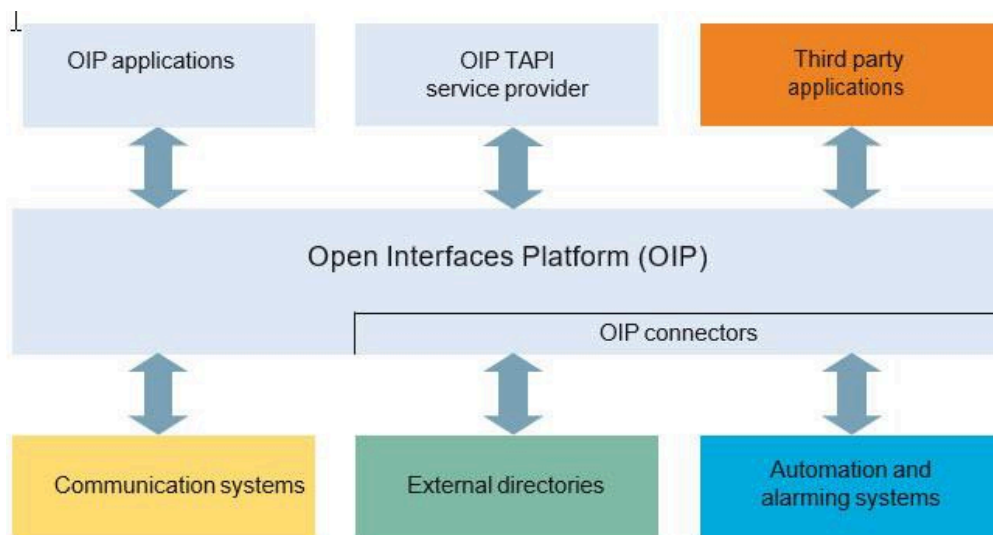 OIP applications
OIP TAPI
service provider
Third party
applications
Open Interfaces Platform (OIP)
OIP connectors
Communication systems
External directories
Automation and
alarming systems